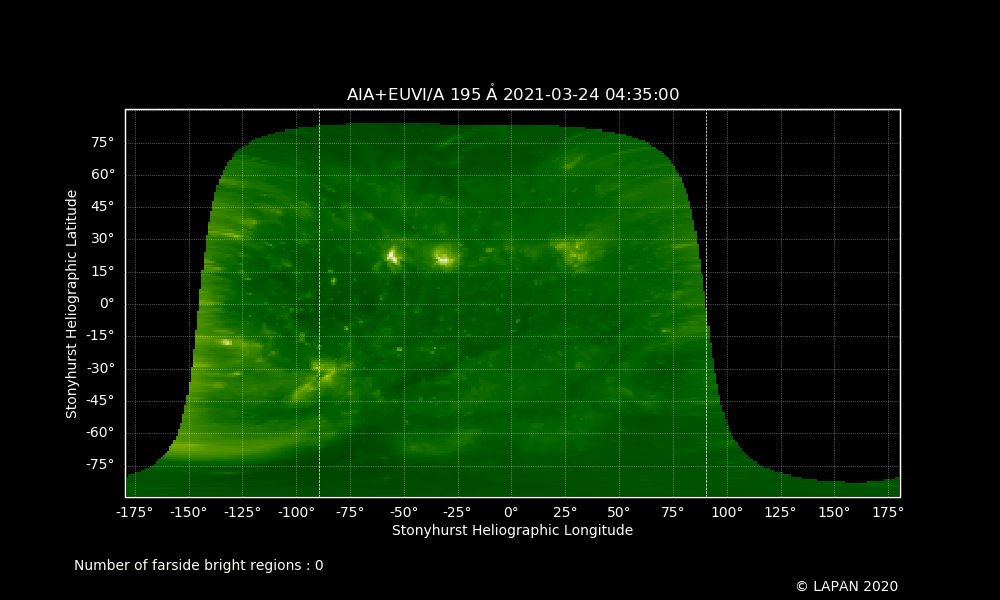 AIA+EUVI/A 195 Å 2021-03-24 04:35:00
Stonyhurst Heliographic Latitude
75°
60°
45°
30°
15°
0°
-15°
-30°
-45°
-60°
-75°
-175° -150° -125° -100° -75° -50° -25° 0° 25° 50° 75° 100° 125° 150° 175°
Stonyhurst Heliographic Longitude
Number of farside bright regions : 0
© LAPAN 2020